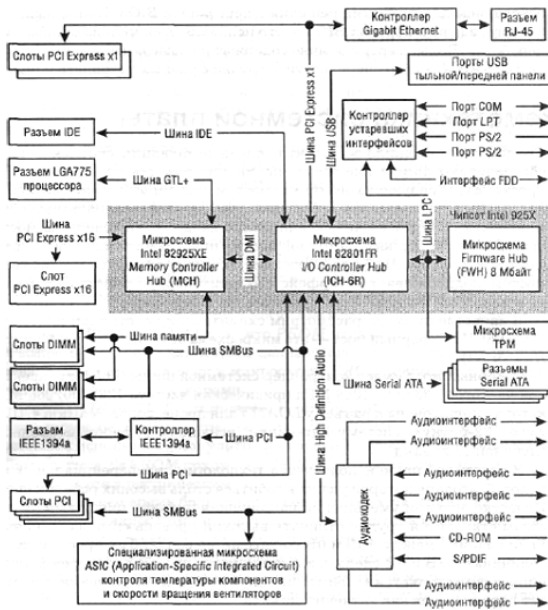 Контроллер
Gigabit Ethernet
Разъем
RJ-45
Слоты PCI Express x1
Шина PCI Express x1
Шина USB
Порты USB
тыльной/передней панели
Контроллер
устаревших
интерфейсов
Порт COM
Порт LPT
Порт PS/2
Порт PS/2
Интерфейс FDD
Разъем IDE
Шина IDE
Разъем LGA775
процессора
Шина GTL+
Шина LPC
Чипсет Intel 925X
Шина
PCI Express x16
Слот
PCI Express x16
Микросхема
Intel 82925XE
Memory Controller
Hub (MCH)
Шина DMI
Микросхема
Intel 82801FR
I/O Controller Hub
(ICH-6R)
Микросхема
Firmware Hub
(FWH) 8 Мбайт
Микросхема
TPM
Слоты DIMM
Шина памяти
Шина SMBus
Слоты DIMM
Шина Serial ATA
Разъемы
Serial ATA
Шина High Definition Audio
Разъем
IEEE1394a
Контроллер
IEEE1394a
Шина PCI
Шина PCI
Слоты PCI
Шина SMBus
Специализированная микросхема
ASIC (Application-Specific Integrated Circuit)
контроля температуры компонентов
и скорости вращения вентиляторов
Аудиокодек
Аудиоинтерфейс
Аудиоинтерфейс
Аудиоинтерфейс
Аудиоинтерфейс
Аудиоинтерфейс
CD-ROM
S/PDIF
Аудиоинтерфейс
Аудиоинтерфейс